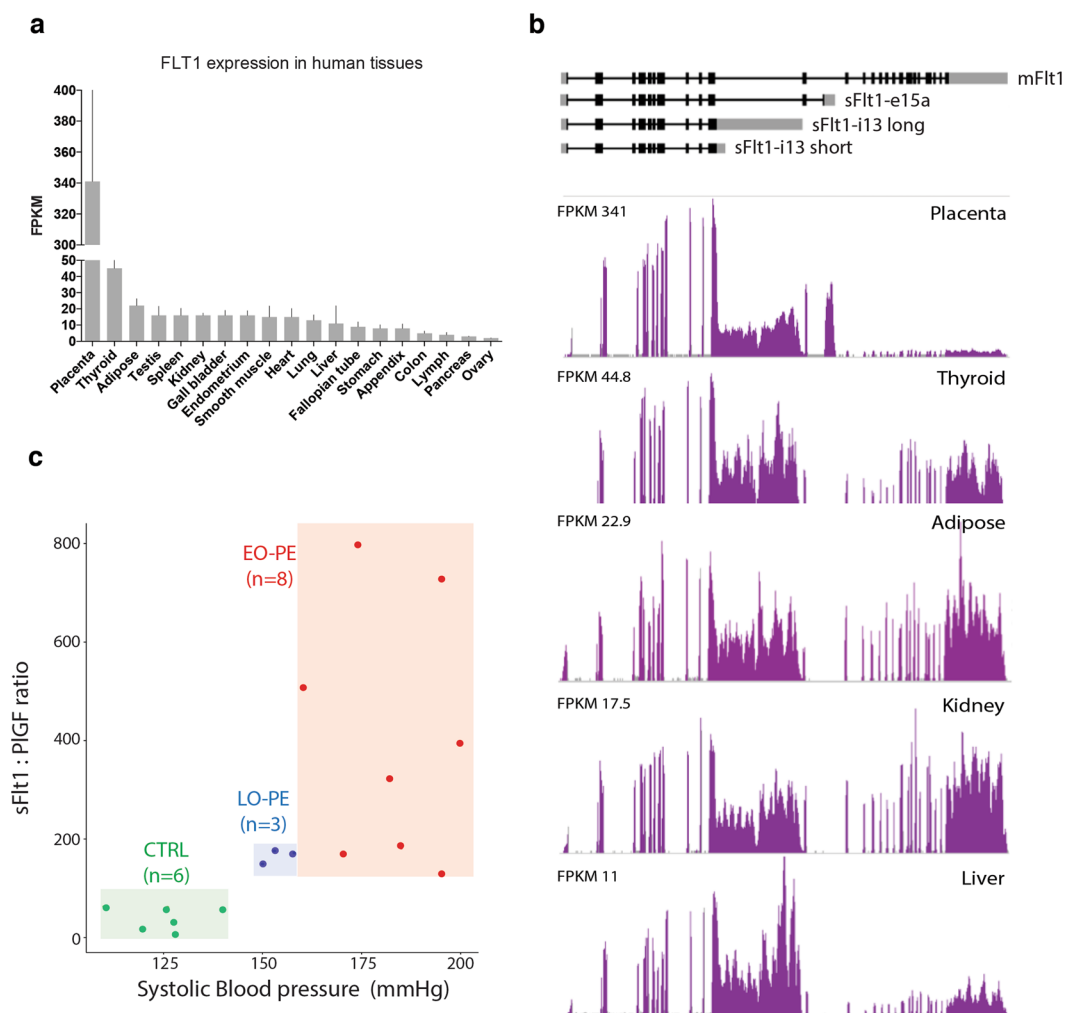 a
FLT1 expression in human tissues
FPKM
400
380
360
340
320
300
50
40
30
20
10
0
Placenta
Thyroid
Adipose
Testis
Spleen
Kidney
Gall bladder
Endometrium
Smooth muscle
Heart
Lung
Liver
Fallopian tube
Stomach
Appendix
Colon
Lymph
Pancreas
Ovary
b
mFlt1
sFlt1-e15a
sFlt1-i13 long
sFlt1-i13 short
FPKM 341
Placenta
FPKM 44.8
Thyroid
FPKM 22.9
Adipose
FPKM 17.5
Kidney
FPKM 11
Liver
c
sFlt1 : PlGF ratio
800
600
400
200
0
EO-PE
(n=8)
LO-PE
(n=3)
CTRL
(n=6)
125
150
175
200
Systolic Blood pressure (mmHg)